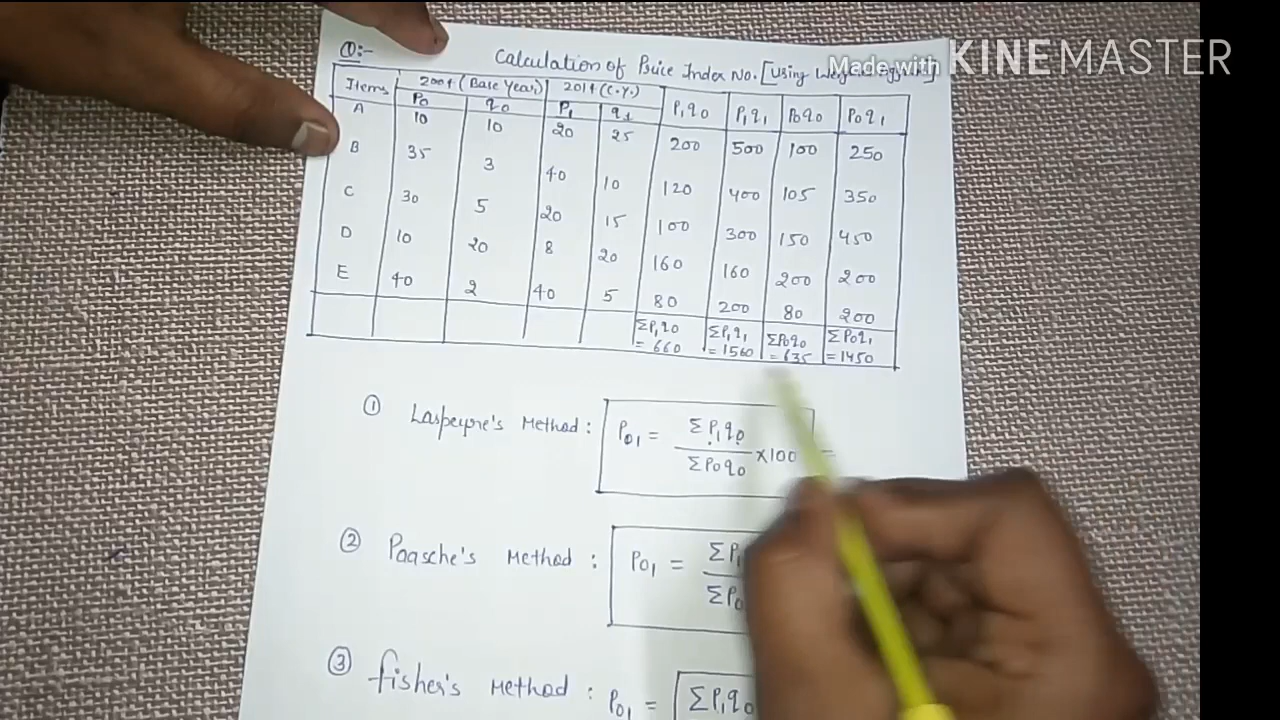 Made with KINEMASTER
①:-
Calculation of Price Index No. [Using
Items 2004 (Base Year) 2014 (C.Y.) P₁q₀ P₁q₁ P₀q₀ P₀q₁
P₀ q₀ P₁ q₁
A 10 10 20 25 200 500 100 250
B 35 3 40 10 120 400 105 350
C 30 5 20 15 100 300 150 450
D 10 20 8 20 160 160 200 200
E 40 2 40 5 80 200 80 200
ΣP₁q₀ = 660 ΣP₁q₁ = 1560 ΣP₀q₀ = 635 ΣP₀q₁ = 1450
① Laspeyre's Method : P₀₁ = ΣP₁q₀ / ΣP₀q₀ ×100 =
② Paasche's Method : P₀₁ = ΣP₁ / ΣP₀
③ Fisher's Method : P₀₁ = ΣP₁q₀